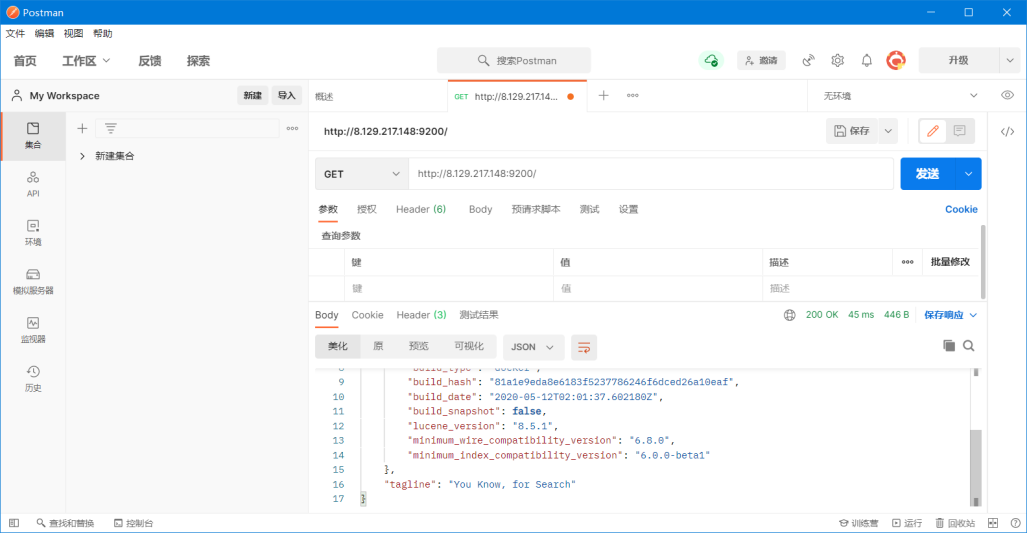 Postman
文件 编辑 视图 帮助
首页 工作区 反馈 探索 搜索Postman 邀请 升级
My Workspace 新建 导入 概述 GET http://8.129.217.14... 无环境
集合
API
环境
模拟服务器
监视器
历史
新建集合
http://8.129.217.148:9200/ 保存
GET http://8.129.217.148:9200/ 发送
参数 授权 Header (6) Body 预请求脚本 测试 设置 Cookie
查询参数
键 值 描述 批量修改
键 值 描述
Body Cookie Header (3) 测试结果 200 OK 45 ms 446 B 保存响应
美化 原 预览 可视化 JSON
8 "build_type": "docker",
9 "build_hash": "81a1e9eda8e6183f5237786246f6dced26a10eaf",
10 "build_date": "2020-05-12T02:01:37.602180Z",
11 "build_snapshot": false,
12 "lucene_version": "8.5.1",
13 "minimum_wire_compatibility_version": "6.8.0",
14 "minimum_index_compatibility_version": "6.0.0-beta1"
15 },
16 "tagline": "You Know, for Search"
17 }
查找和替换 控制台 训练营 运行 回收站